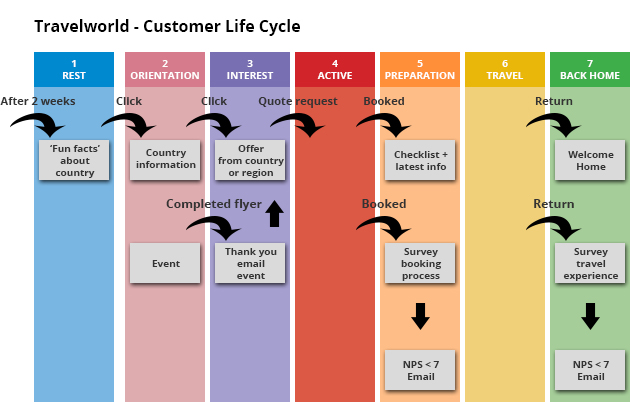 Travelworld - Customer Life Cycle
1
REST
2
ORIENTATION
3
INTEREST
4
ACTIVE
5
PREPARATION
6
TRAVEL
7
BACK HOME
After 2 weeks
Click
Click
Quote request
Booked
Return
‘Fun facts’
about
country
Country
information
Offer
from country
or region
Checklist +
latest info
Welcome
Home
Completed flyer
Booked
Return
Event
Thank you
email
event
Survey
booking
process
Survey
travel
experience
NPS < 7
Email
NPS < 7
Email